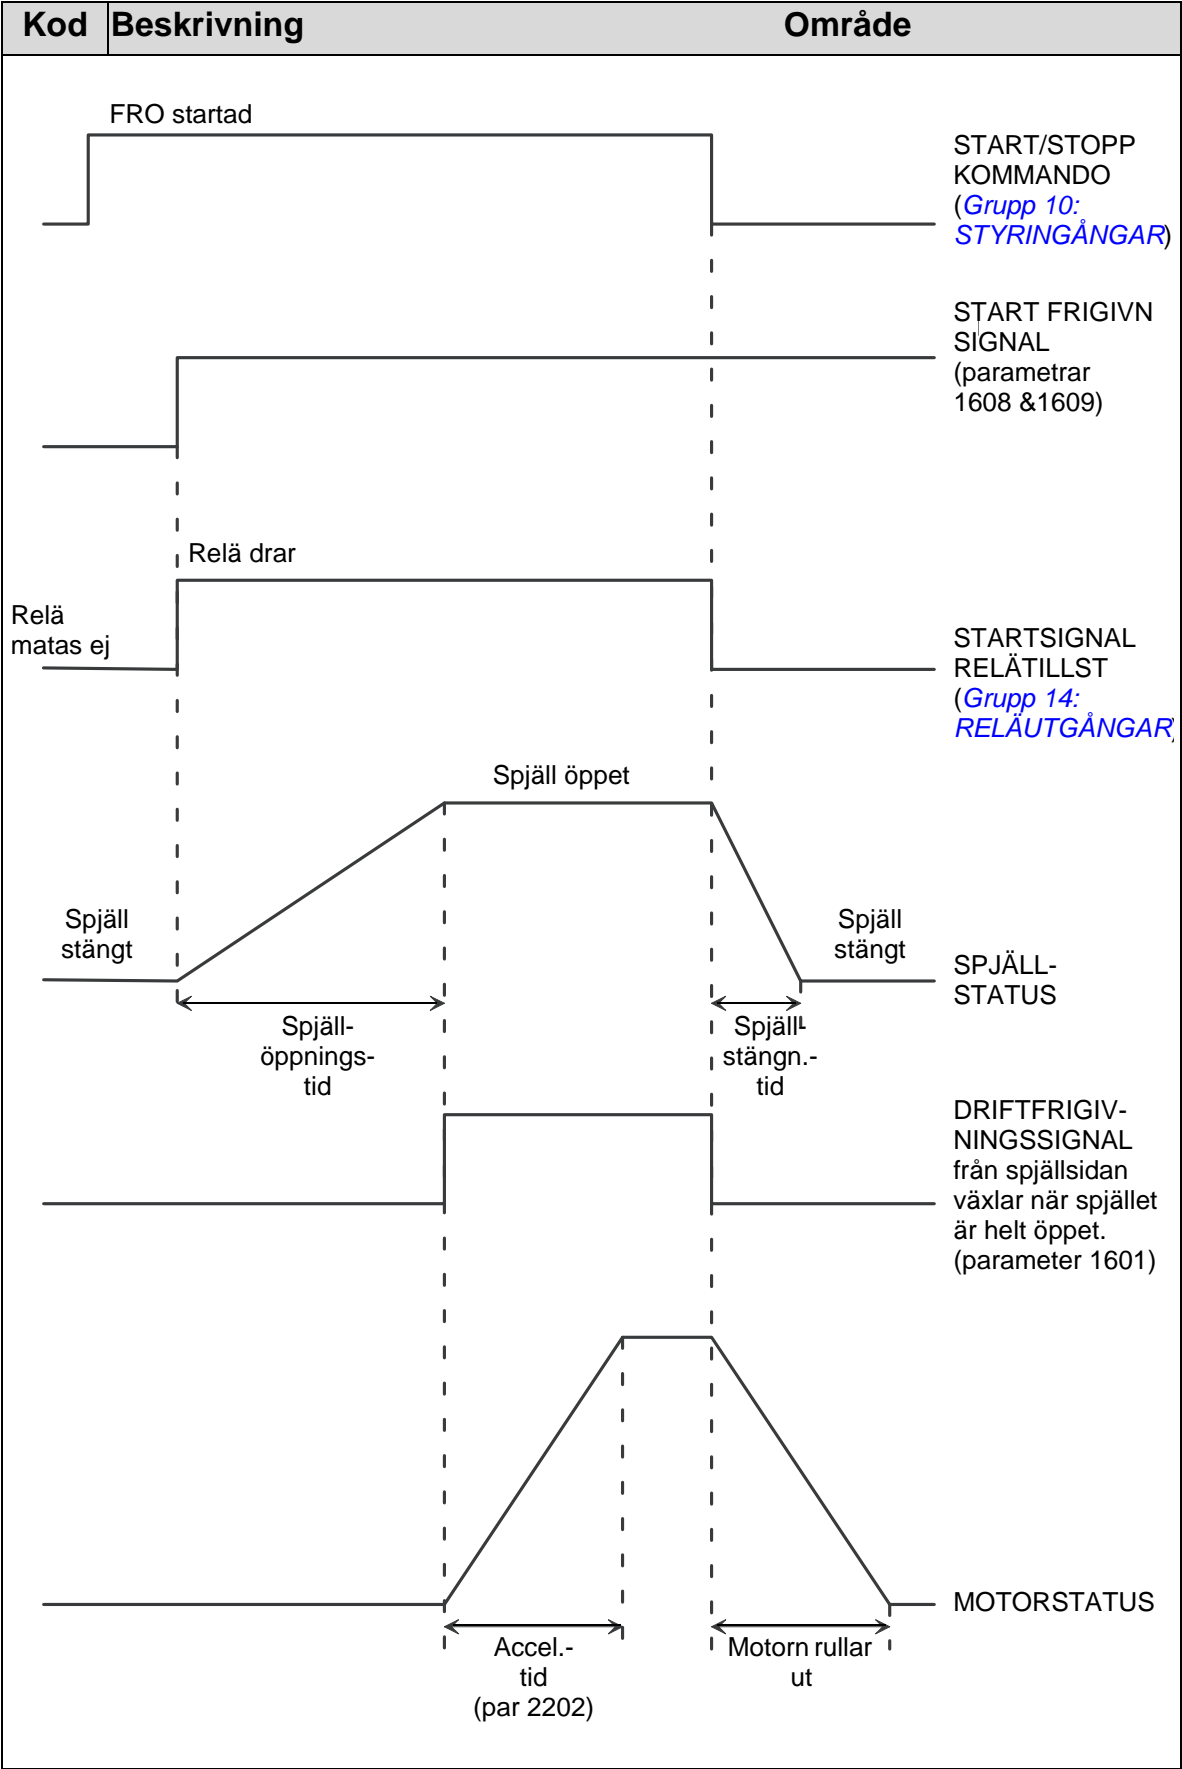 Kod Beskrivning Område
FRO startad
START/STOPP
KOMMANDO
(Grupp 10:
STYRINGÅNGAR)
START FRIGIVN
SIGNAL
(parametrar
1608 &1609)
Relä drar
Relä
matas ej
STARTSIGNAL
RELÄTILLST
(Grupp 14:
RELÄUTGÅNGAR)
Spjäll öppet
Spjäll
stängt
Spjäll
stängt
SPJÄLL-
STATUS
Spjäll-
öppnings-
tid
Spjäll-
stängn.-
tid
DRIFTFRIGIV-
NINGSSIGNAL
från spjällsidan
växlar när spjället
är helt öppet.
(parameter 1601)
MOTORSTATUS
Accel.-
tid
(par 2202)
Motorn rullar
ut